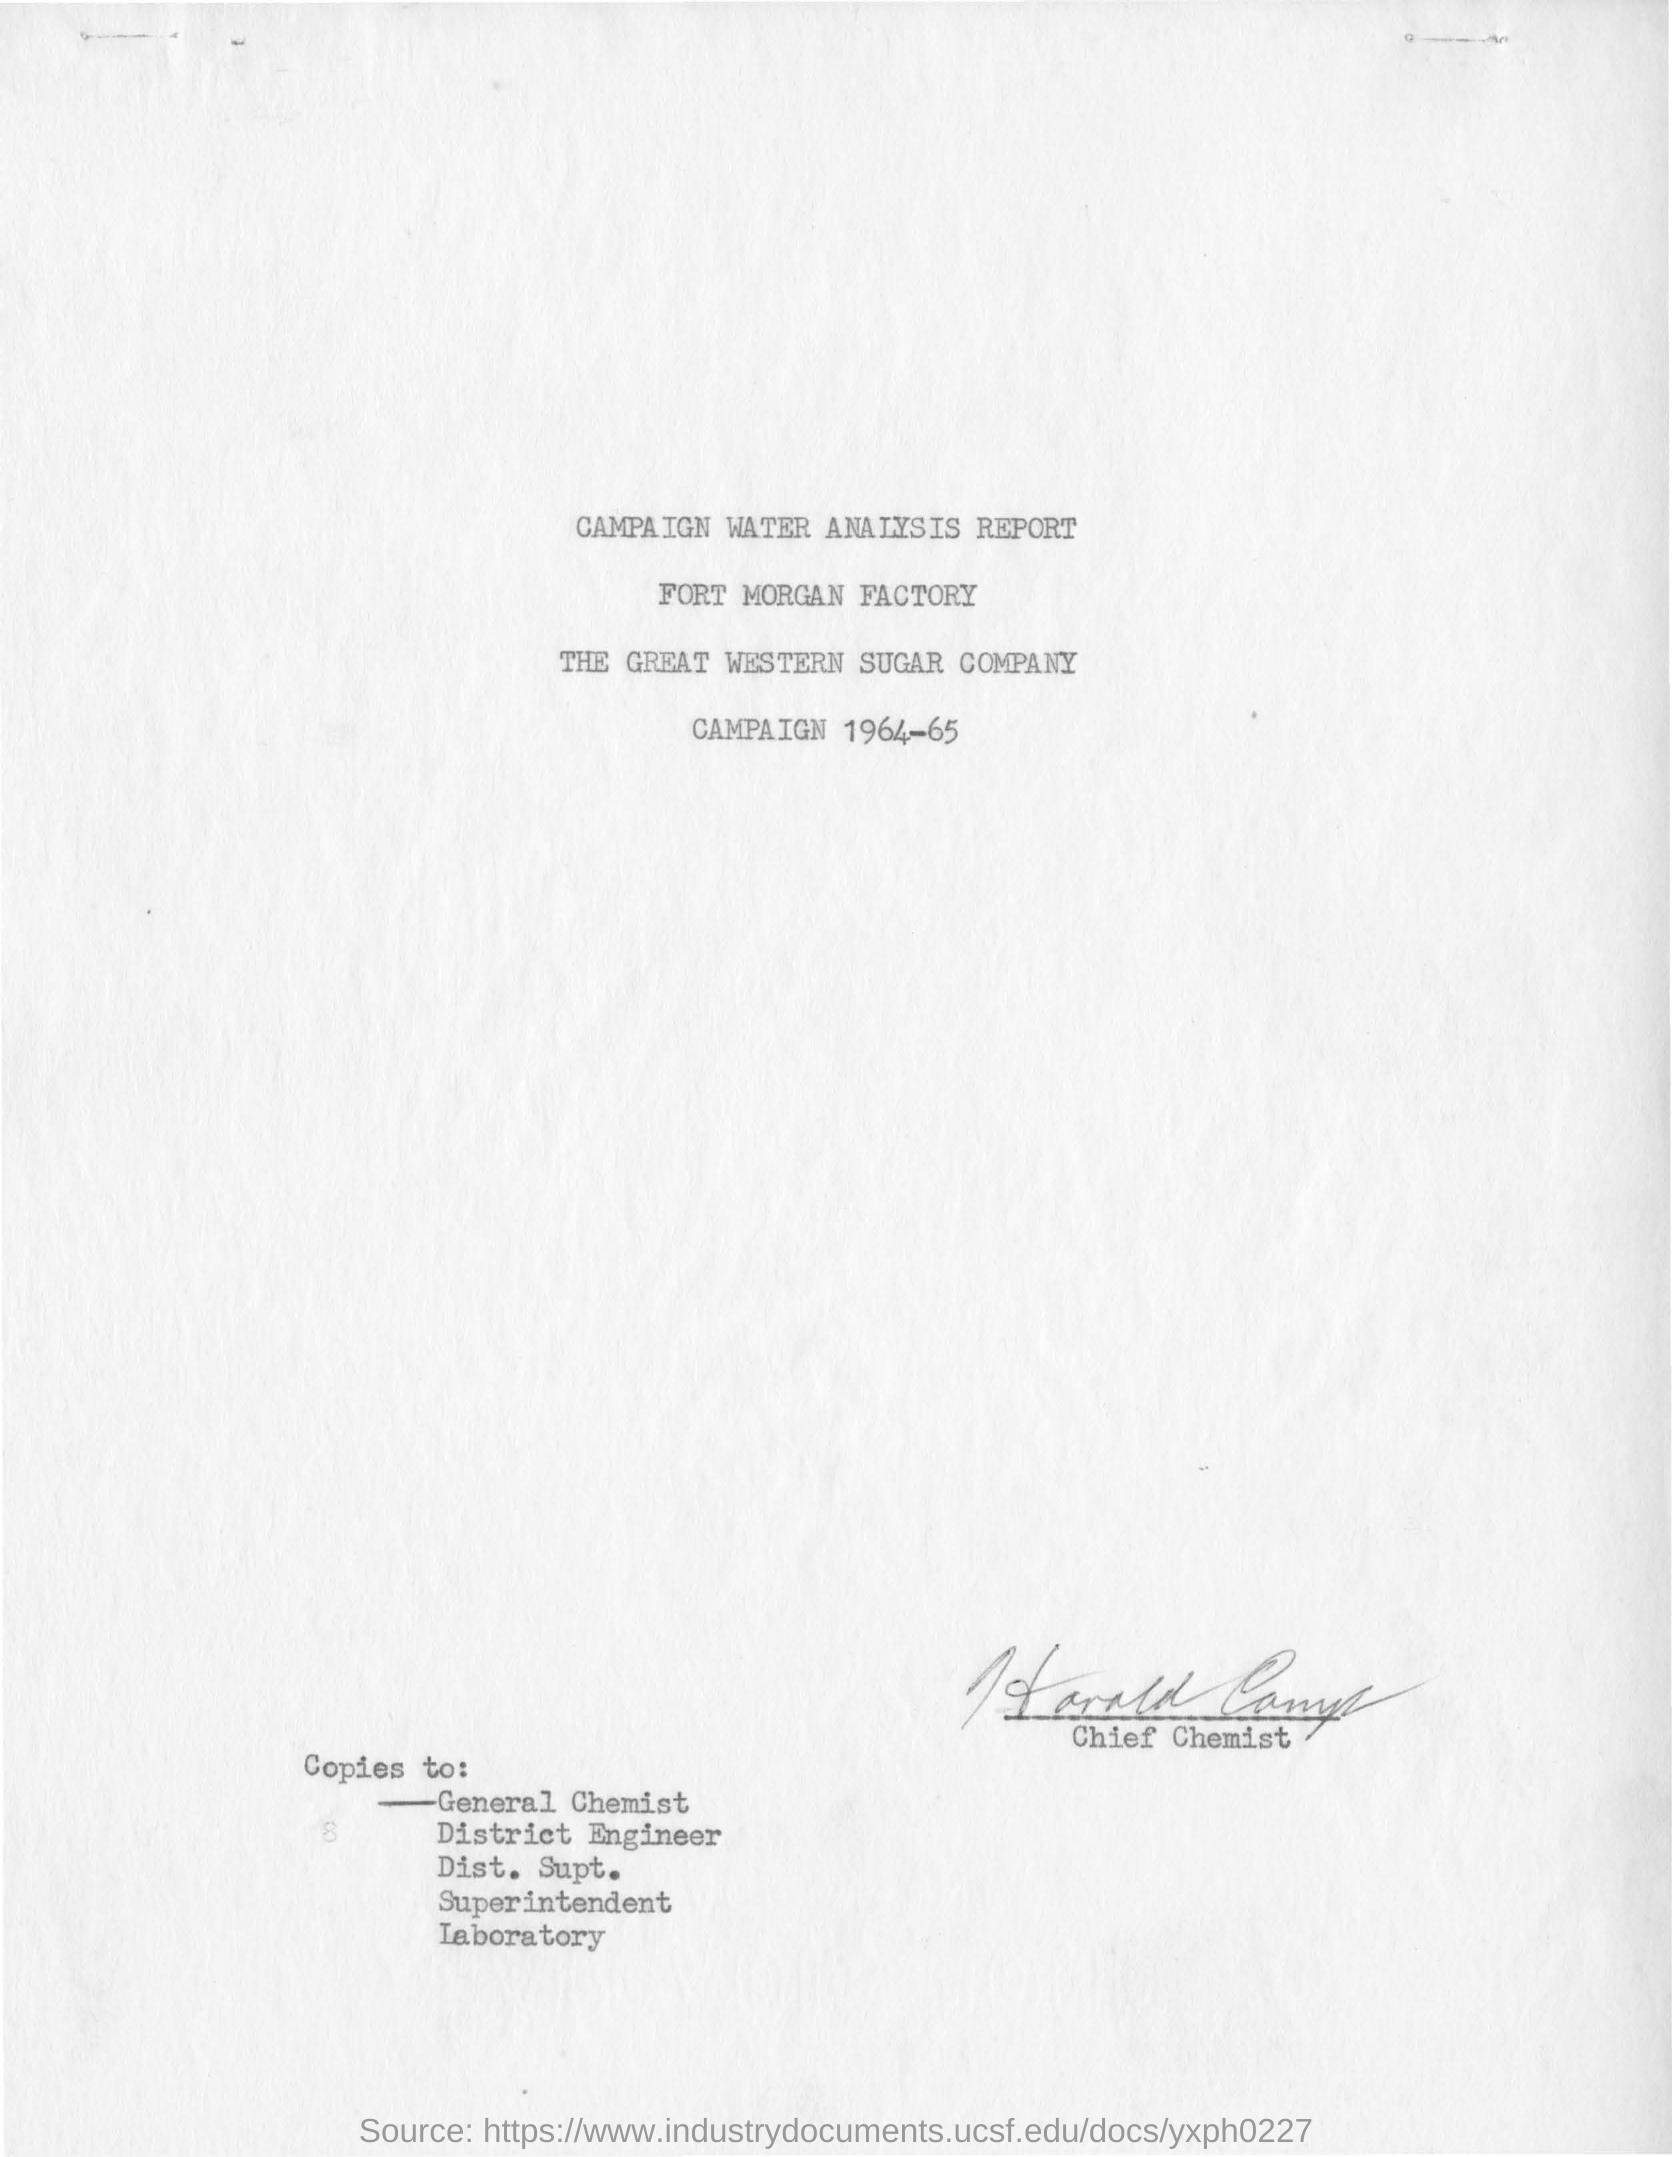 CAMPAIGN WATER ANALYSIS REPORT
FORT MORGAN FACTORY
THE GREAT WESTERN SUGAR COMPANY
CAMPAIGN 1964-65
Harold Camp
Chief Chemist
Copies to:
—General Chemist
8
District Engineer
Dist. Supt.
Superintendent
Laboratory
Source: https://www.industrydocuments.ucsf.edu/docs/yxph0227